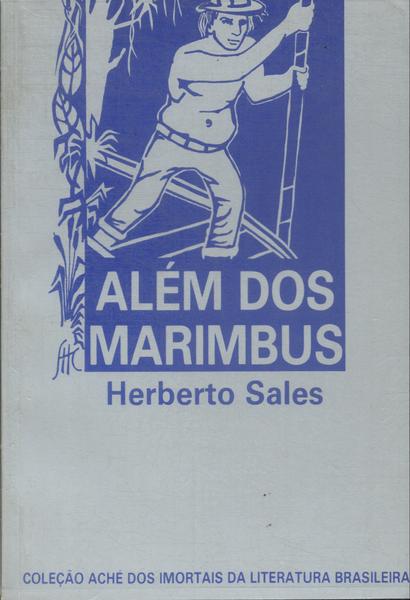 ALÉM DOS
MARIMBUS
Herberto Sales
COLEÇÃO ACHÉ DOS IMORTAIS DA LITERATURA BRASILEIRA